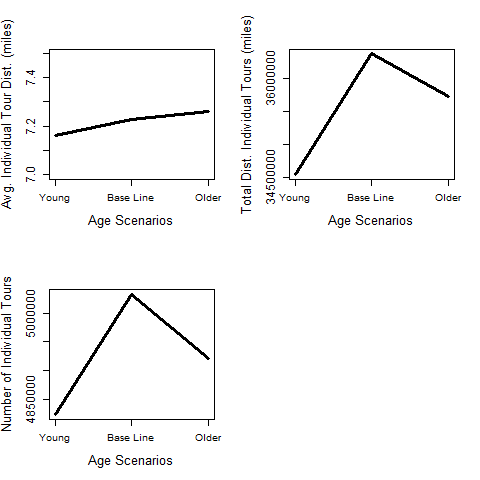 Avg. Individual Tour Dist. (miles)
7.4
7.2
7.0
Young Base Line Older
Age Scenarios
Total Dist. Individual Tours (miles)
36000000
34500000
Young Base Line Older
Age Scenarios
Number of Individual Tours
5000000
4850000
Young Base Line Older
Age Scenarios